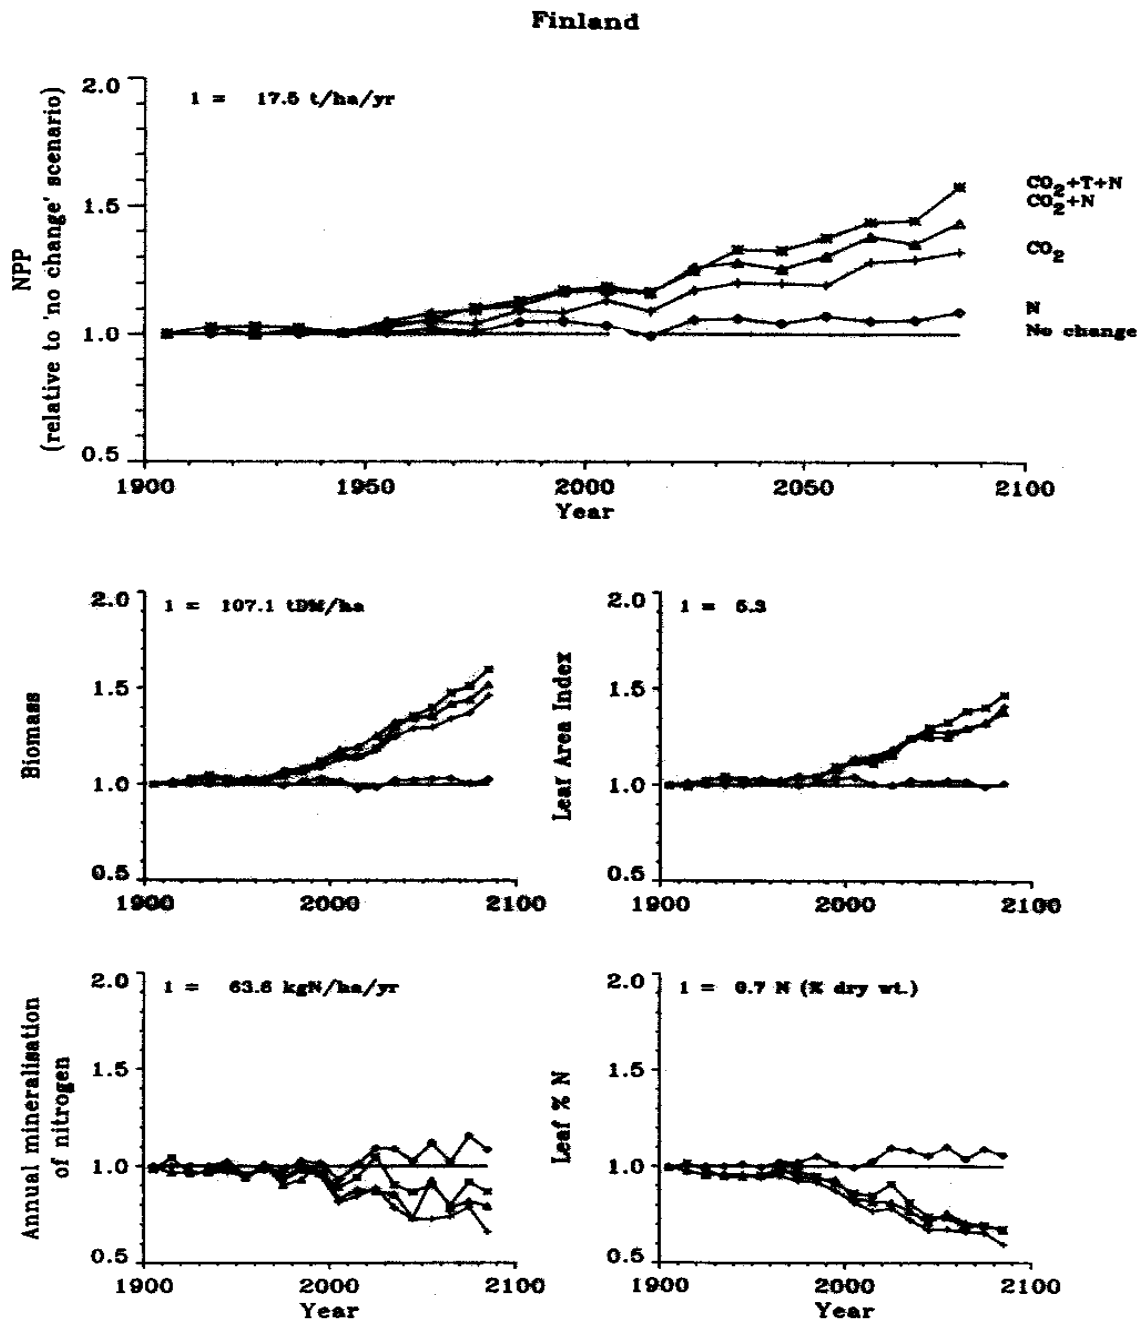 Finland
2.0
1 = 17.5 t/ha/yr
1.5
1.0
0.5
NPP
(relative to 'no change' scenario)
CO2+T+N
CO2+N
CO2
N
No change
1900 1950 2000 2050 2100
Year
2.0
1 = 107.1 tDM/ha
1.5
1.0
0.5
Biomass
1900 2000 2100
2.0
1 = 5.3
1.5
1.0
0.5
Leaf Area Index
1900 2000 2100
2.0
1 = 63.6 kgN/ha/yr
1.5
1.0
0.5
Annual mineralisation
of nitrogen
1900 2000 2100
Year
2.0
1 = 0.7 N (% dry wt.)
1.5
1.0
0.5
Leaf % N
1900 2000 2100
Year